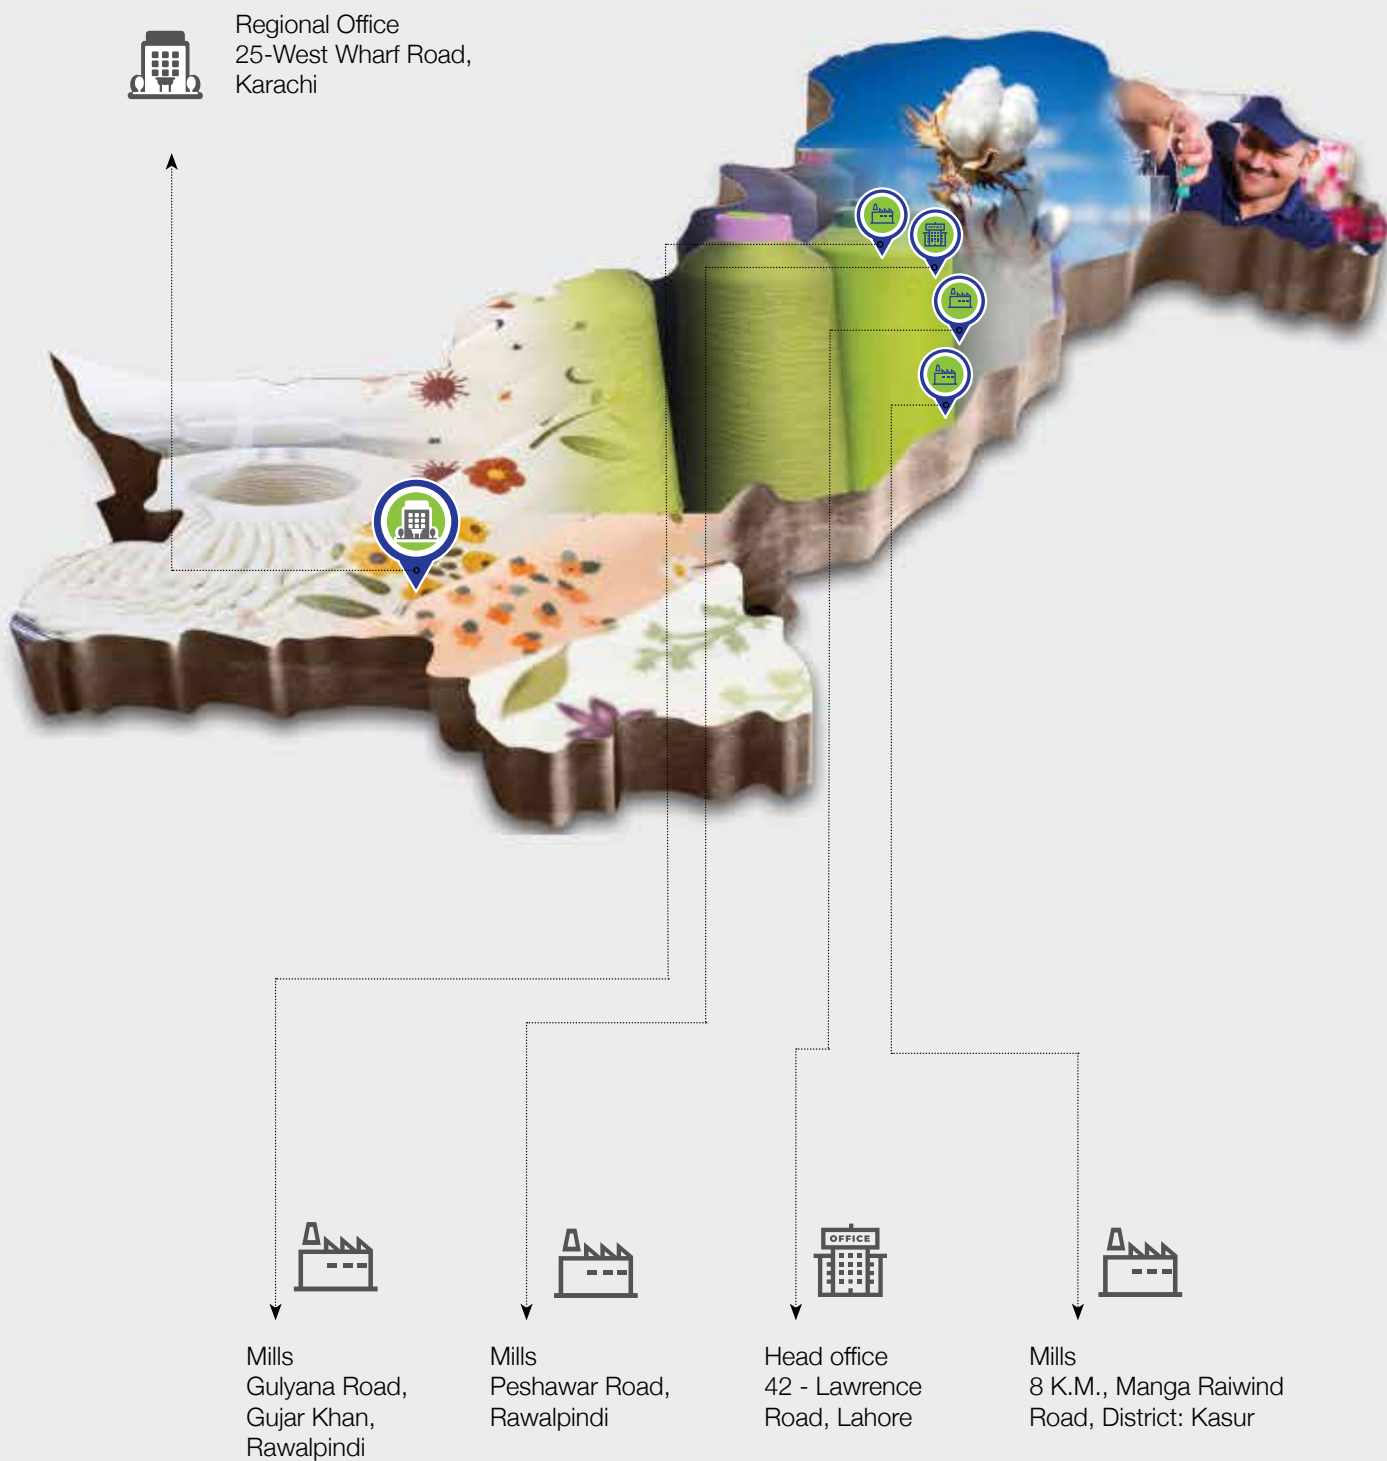 Regional Office
25-West Wharf Road,
Karachi
OFFICE
Mills
Gulyana Road,
Gujar Khan,
Rawalpindi
Mills
Peshawar Road,
Rawalpindi
Head office
42 - Lawrence
Road, Lahore
Mills
8 K.M., Manga Raiwind
Road, District: Kasur